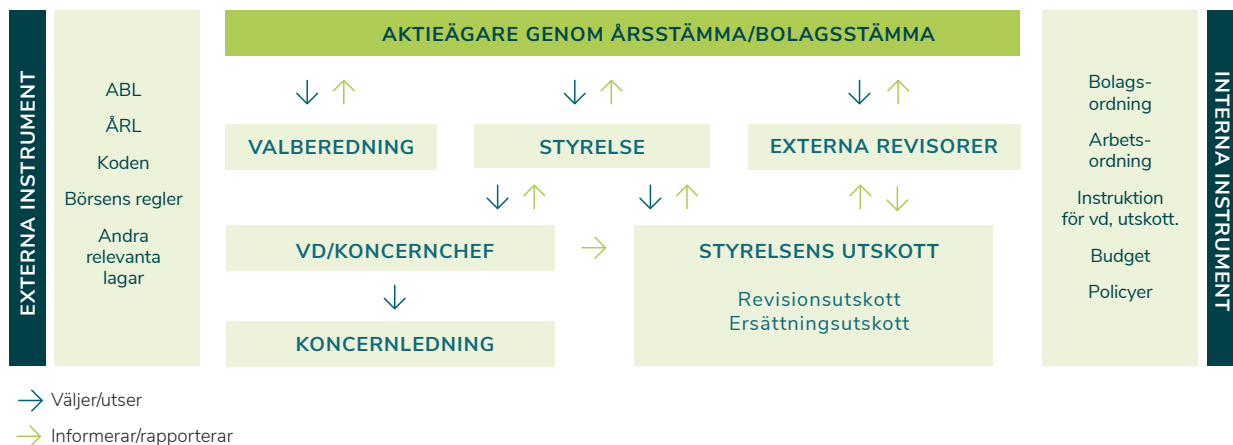 EXTERNA INSTRUMENT
ABL
ÅRL
Koden
Börsens regler
Andra
relevanta
lagar
AKTIEÄGARE GENOM ÅRSSTÄMMA/BOLAGSSTÄMMA
VALBEREDNING
STYRELSE
EXTERNA REVISORER
VD/KONCERNCHEF
STYRELSENS UTSKOTT
Revisionsutskott
Ersättningsutskott
KONCERNLEDNING
Bolags-
ordning
Arbets-
ordning
Instruktion
för vd, utskott.
Budget
Policyer
INTERNA INSTRUMENT
Väljer/utser
Informerar/rapporterar